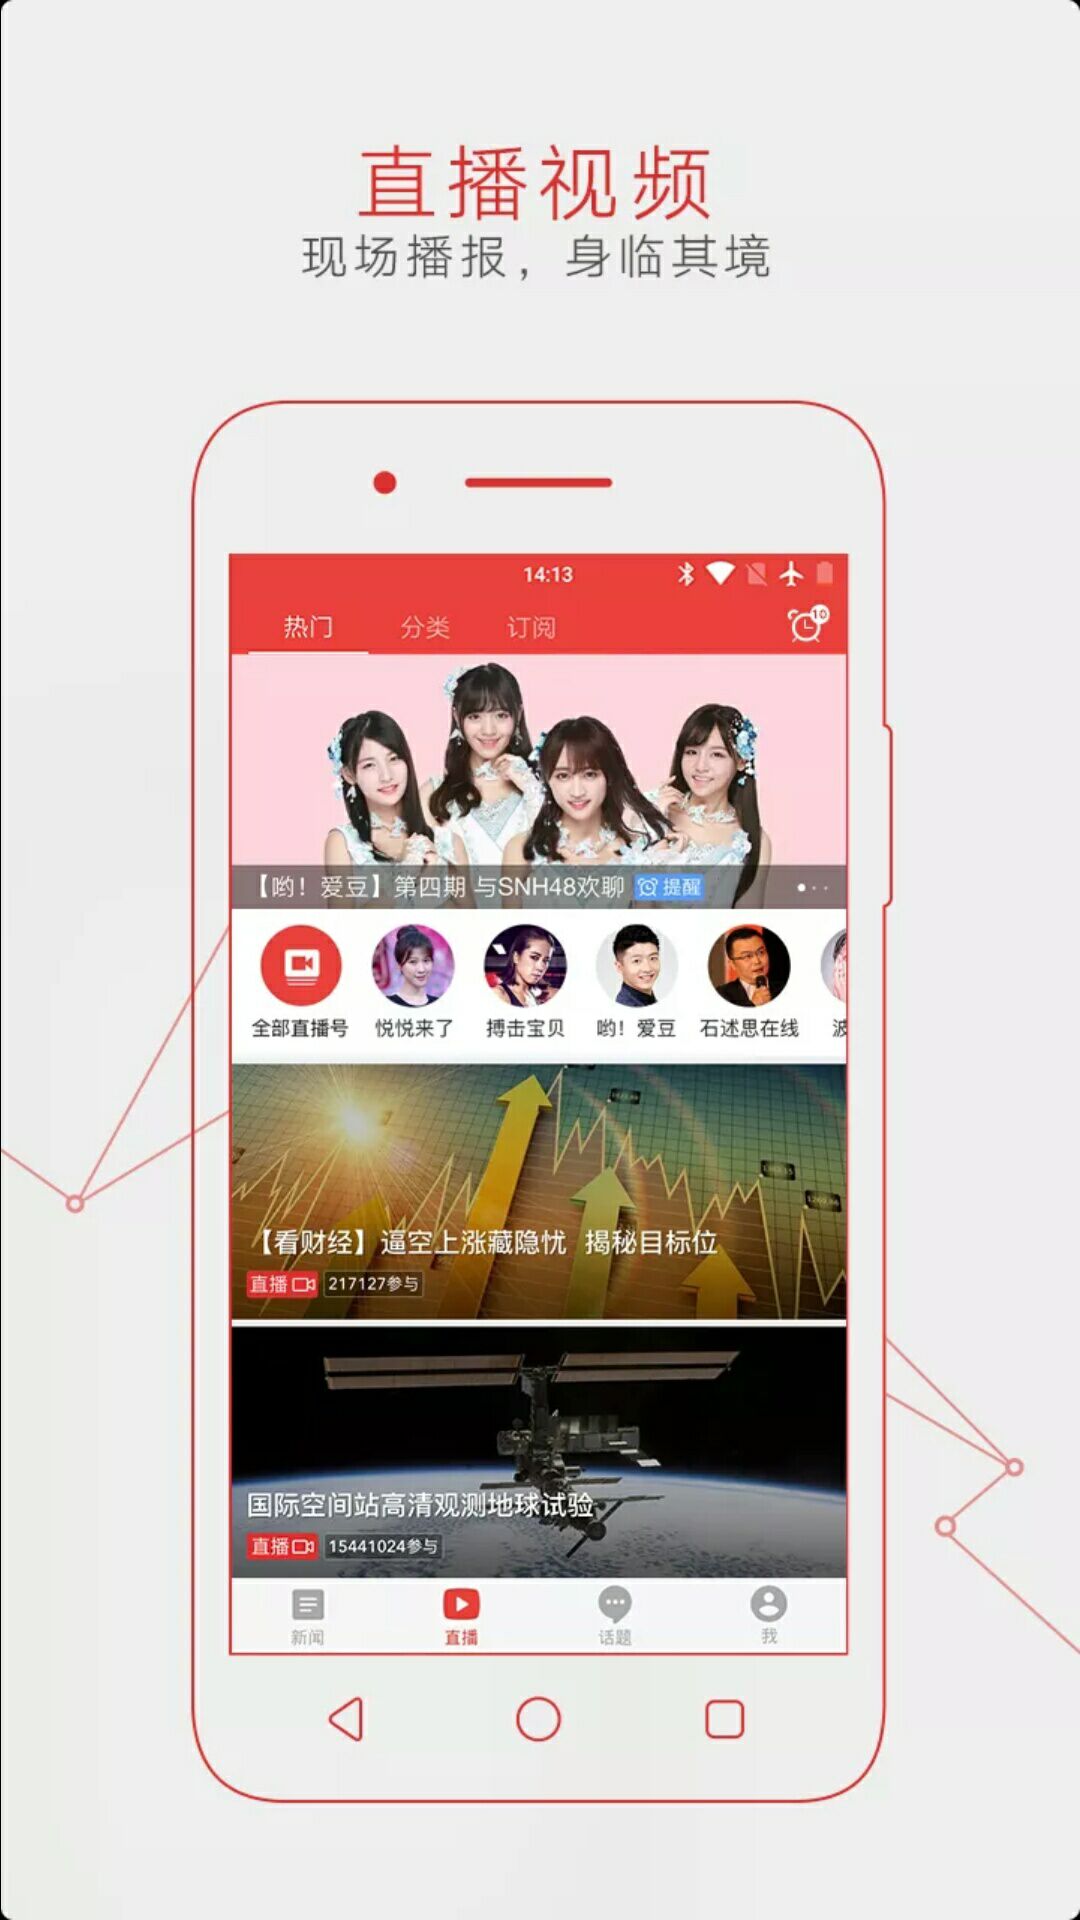 直播视频
现场播报，身临其境
14:13
热门 分类 订阅 10
【哟！爱豆】第四期 与SNH48欢聊 提醒
全部直播号 悦悦来了 搏击宝贝 哟！爱豆 石述思在线 波
【看财经】逼空上涨藏隐忧 揭秘目标位
直播 217127参与
国际空间站高清观测地球试验
直播 15441024参与
新闻 直播 话题 我